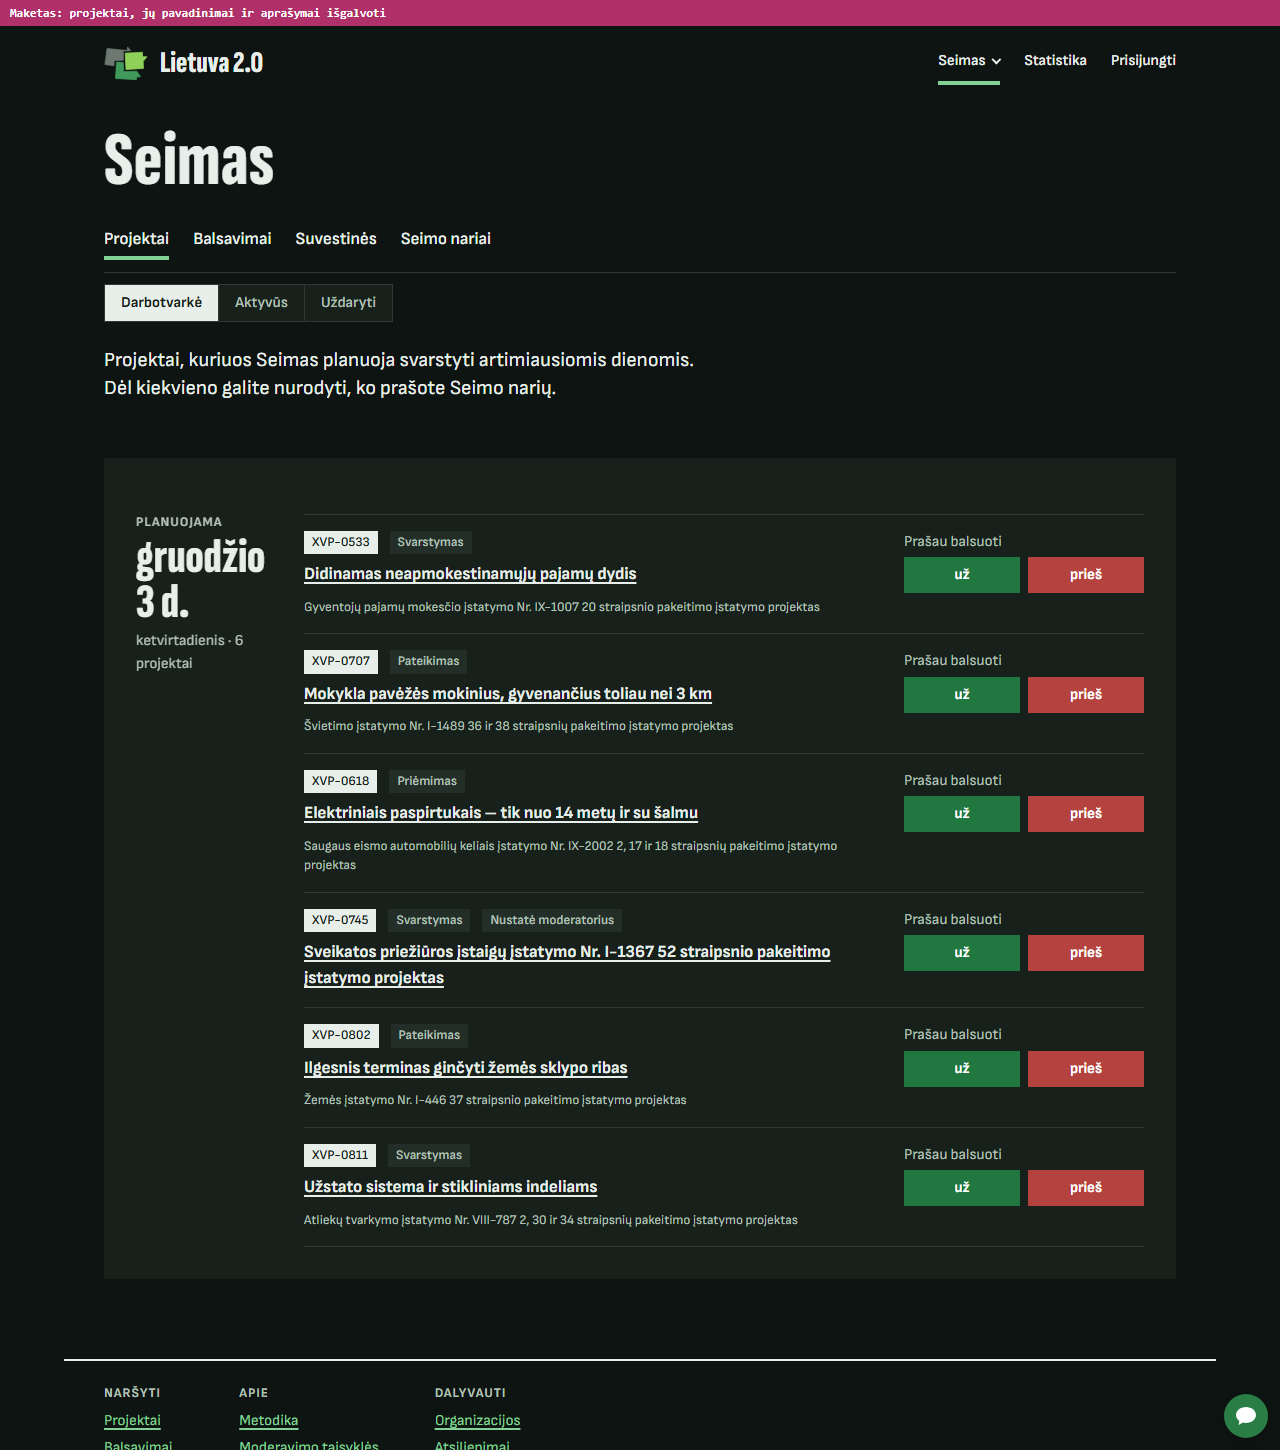 Maketas: projektai, jų pavadinimai ir aprašymai išgalvoti
Lietuva 2.0
Seimas
Statistika
Prisijungti
Seimas
Projektai
Balsavimai
Suvestinės
Seimo nariai
Darbotvarkė
Aktyvūs
Uždaryti
Projektai, kuriuos Seimas planuoja svarstyti artimiausiomis dienomis.
Dėl kiekvieno galite nurodyti, ko prašote Seimo narių.
PLANUOJAMA
gruodžio
3 d.
ketvirtadienis · 6
projektai
XVP-0533
Svarstymas
Didinamas neapmokestinamųjų pajamų dydis
Gyventojų pajamų mokesčio įstatymo Nr. IX-1007 20 straipsnio pakeitimo įstatymo projektas
Prašau balsuoti
už
prieš
XVP-0707
Pateikimas
Mokykla pavėžės mokinius, gyvenančius toliau nei 3 km
Švietimo įstatymo Nr. I-1489 36 ir 38 straipsnių pakeitimo įstatymo projektas
Prašau balsuoti
už
prieš
XVP-0618
Priėmimas
Elektriniais paspirtukais – tik nuo 14 metų ir su šalmu
Saugaus eismo automobilių keliais įstatymo Nr. IX-2002 2, 17 ir 18 straipsnių pakeitimo įstatymo
projektas
Prašau balsuoti
už
prieš
XVP-0745
Svarstymas
Nustatė moderatorius
Sveikatos priežiūros įstaigų įstatymo Nr. I-1367 52 straipsnio pakeitimo
įstatymo projektas
Prašau balsuoti
už
prieš
XVP-0802
Pateikimas
Ilgesnis terminas ginčyti žemės sklypo ribas
Žemės įstatymo Nr. I-446 37 straipsnio pakeitimo įstatymo projektas
Prašau balsuoti
už
prieš
XVP-0811
Svarstymas
Užstato sistema ir stikliniams indeliams
Atliekų tvarkymo įstatymo Nr. VIII-787 2, 30 ir 34 straipsnių pakeitimo įstatymo projektas
Prašau balsuoti
už
prieš
NARŠYTI
Projektai
Balsavimai
APIE
Metodika
Moderavimo taisyklės
DALYVAUTI
Organizacijos
Atsiliepimai